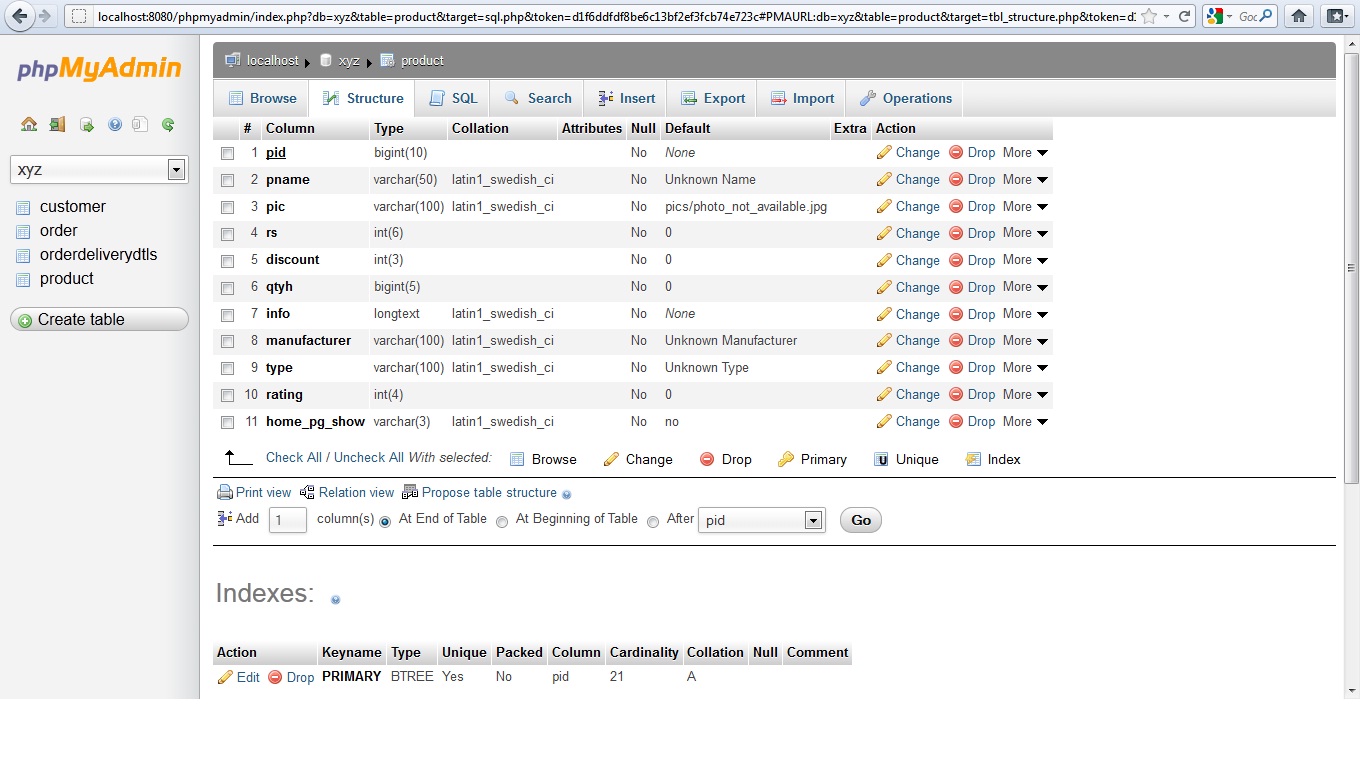 localhost:8080/phpmyadmin/index.php?db=xyz&table=product&target=sql.php&token=d1f6ddfdf8be6c13bf2ef3fcb74e723c#PMAURL:db=xyz&table=product&target=tbl_structure.php&token=d: Goo
phpMyAdmin
xyz
customer
order
orderdeliverydtls
product
Create table
localhost xyz product
Browse Structure SQL Search Insert Export Import Operations
# Column Type Collation Attributes Null Default Extra Action
1 pid bigint(10) No None Change Drop More
2 pname varchar(50) latin1_swedish_ci No Unknown Name Change Drop More
3 pic varchar(100) latin1_swedish_ci No pics/photo_not_available.jpg Change Drop More
4 rs int(6) No 0 Change Drop More
5 discount int(3) No 0 Change Drop More
6 qtyh bigint(5) No 0 Change Drop More
7 info longtext latin1_swedish_ci No None Change Drop More
8 manufacturer varchar(100) latin1_swedish_ci No Unknown Manufacturer Change Drop More
9 type varchar(100) latin1_swedish_ci No Unknown Type Change Drop More
10 rating int(4) No 0 Change Drop More
11 home_pg_show varchar(3) latin1_swedish_ci No no Change Drop More
Check All / Uncheck All With selected: Browse Change Drop Primary U Unique Index
Print view Relation view Propose table structure
Add 1 column(s) At End of Table At Beginning of Table After pid Go
Indexes:
Action Keyname Type Unique Packed Column Cardinality Collation Null Comment
Edit Drop PRIMARY BTREE Yes No pid 21 A